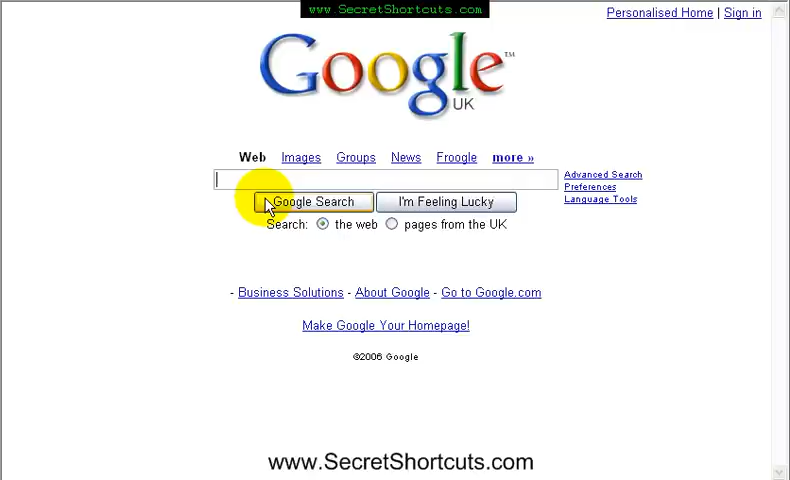 www.SecretShortcuts.com
Personalised Home | Sign in
Google™
UK
Web Images Groups News Froogle more »
Advanced Search
Preferences
Language Tools
Google Search I'm Feeling Lucky
Search: the web pages from the UK
- Business Solutions - About Google - Go to Google.com
Make Google Your Homepage!
©2006 Google
www.SecretShortcuts.com